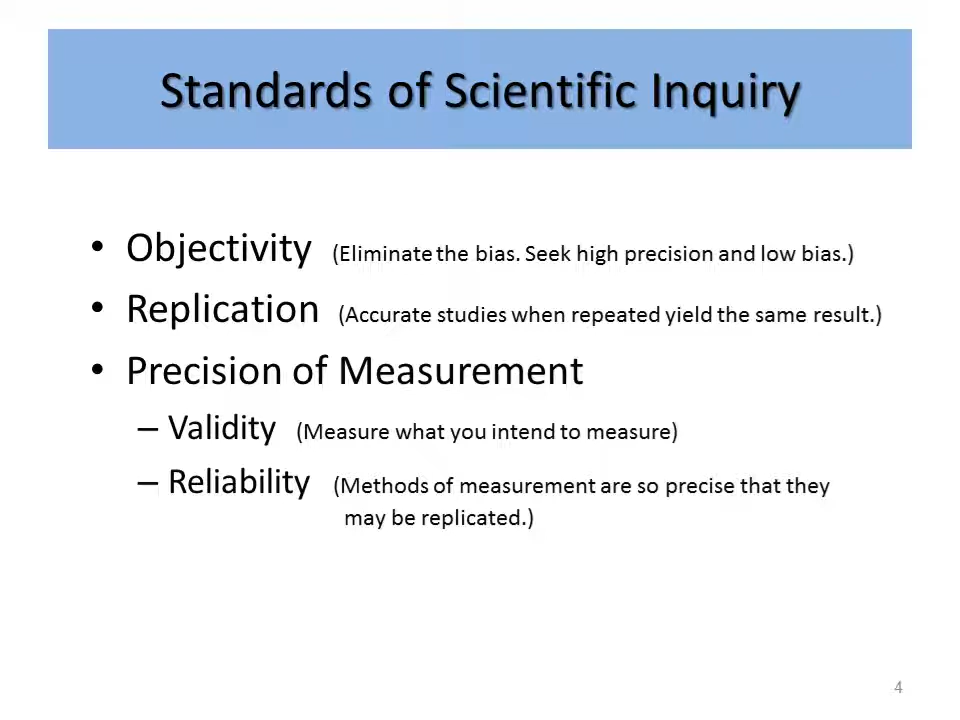 Standards of Scientific Inquiry
• Objectivity (Eliminate the bias. Seek high precision and low bias.)
• Replication (Accurate studies when repeated yield the same result.)
• Precision of Measurement
– Validity (Measure what you intend to measure)
– Reliability (Methods of measurement are so precise that they
may be replicated.)
4